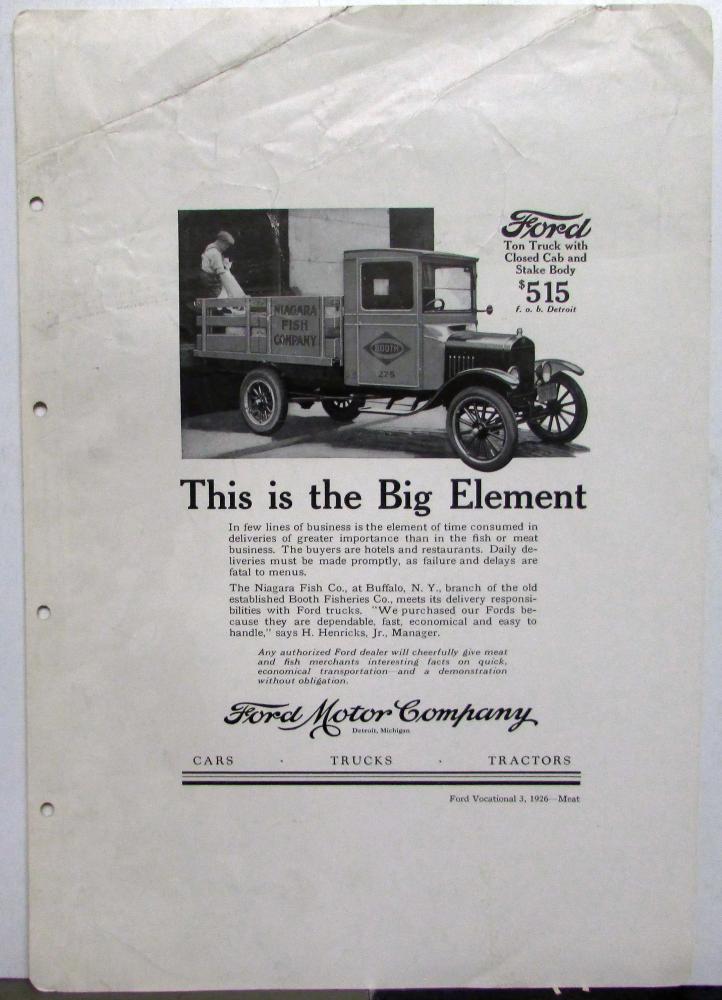 Ford
Ton Truck with
Closed Cab and
Stake Body
$515
f. o. b. Detroit
NIAGARA
FISH
COMPANY
BOOTH
27-S
This is the Big Element
In few lines of business is the element of time consumed in
deliveries of greater importance than in the fish or meat
business. The buyers are hotels and restaurants. Daily de-
liveries must be made promptly, as failure and delays are
fatal to menus.
The Niagara Fish Co., at Buffalo, N. Y., branch of the old
established Booth Fisheries Co., meets its delivery responsi-
bilities with Ford trucks. "We purchased our Fords be-
cause they are dependable, fast, economical and easy to
handle," says H. Henricks, Jr., Manager.
Any authorized Ford dealer will cheerfully give meat
and fish merchants interesting facts on quick,
economical transportation—and a demonstration
without obligation.
Ford Motor Company
Detroit, Michigan
CARS · TRUCKS · TRACTORS
Ford Vocational 3, 1926—Meat